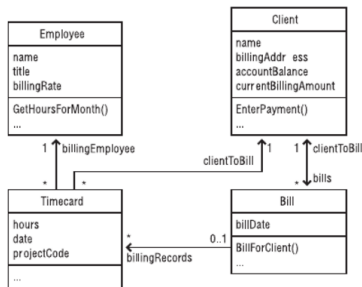 Employee
name
title
billingRate
GetHoursForMonth()
...
Client
name
billingAddr ess
accountBalance
currentBillingAmount
EnterPayment()
...
1 billingEmployee
1
clientToBill
1 clientToBill
* bills
*
*
Timecard
hours
date
projectCode
...
*
0..1
billingRecords
Bill
billDate
BillForClient()
...